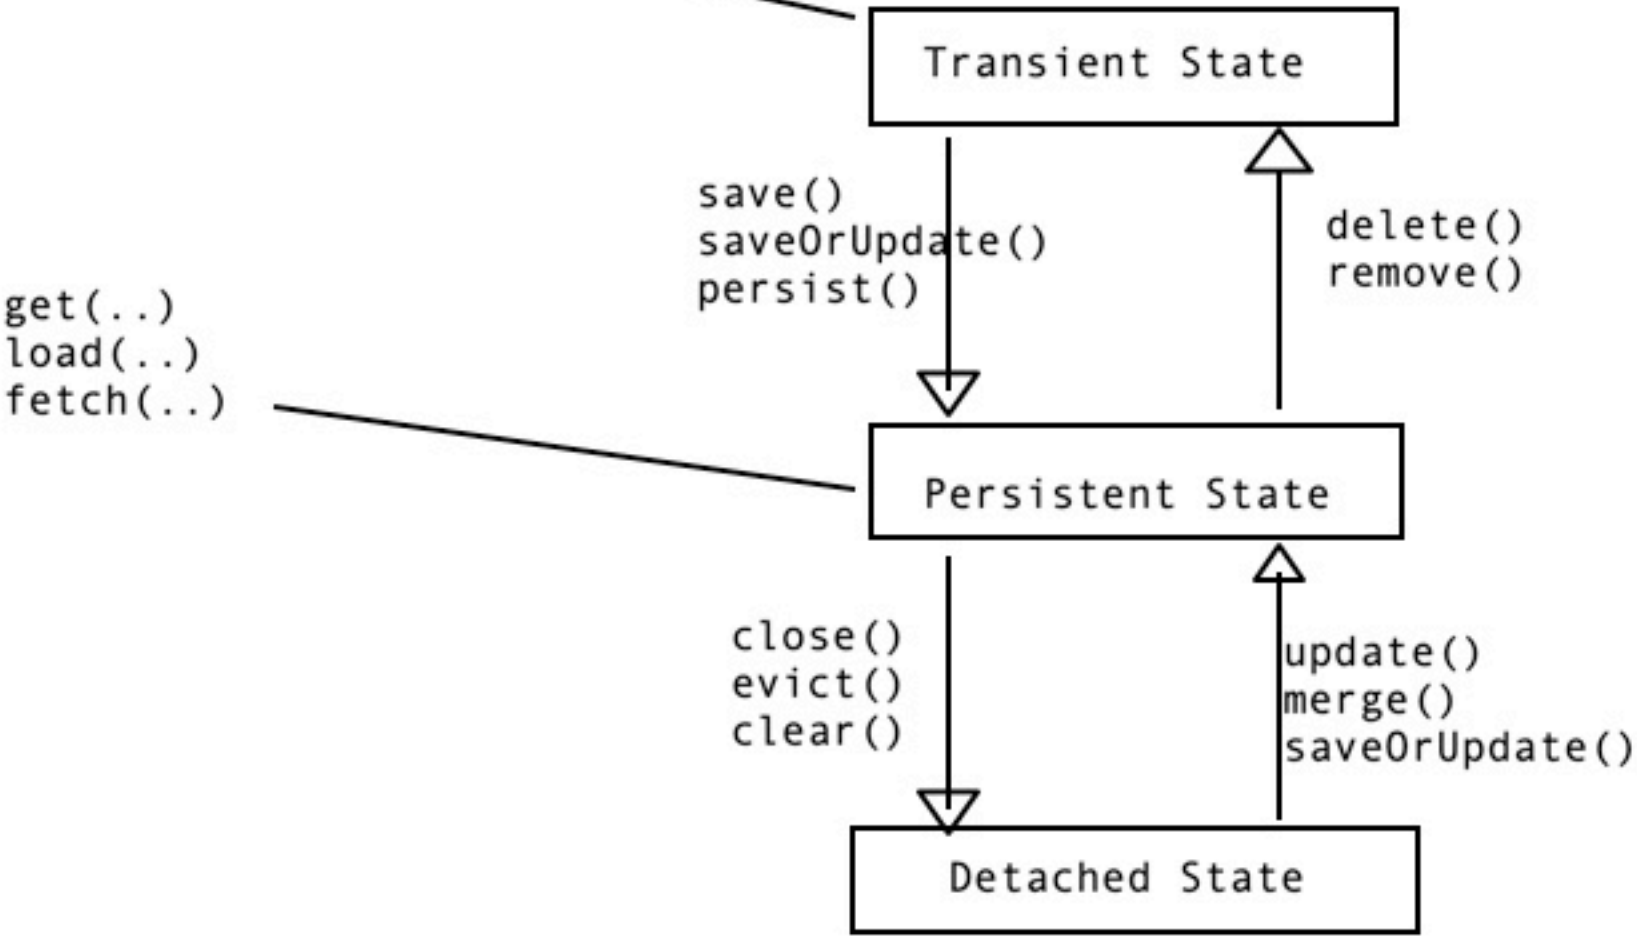 Transient State
save()
saveOrUpdate()
persist()
delete()
remove()
get(..)
load(..)
fetch(..)
Persistent State
close()
evict()
clear()
update()
merge()
saveOrUpdate()
Detached State